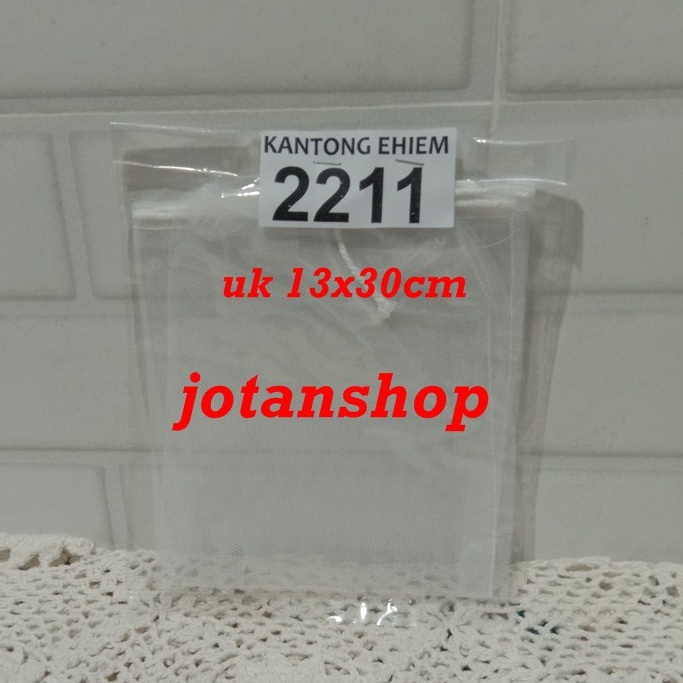 KANTONG EHIEM
2211
uk 13x30cm
jotanshop